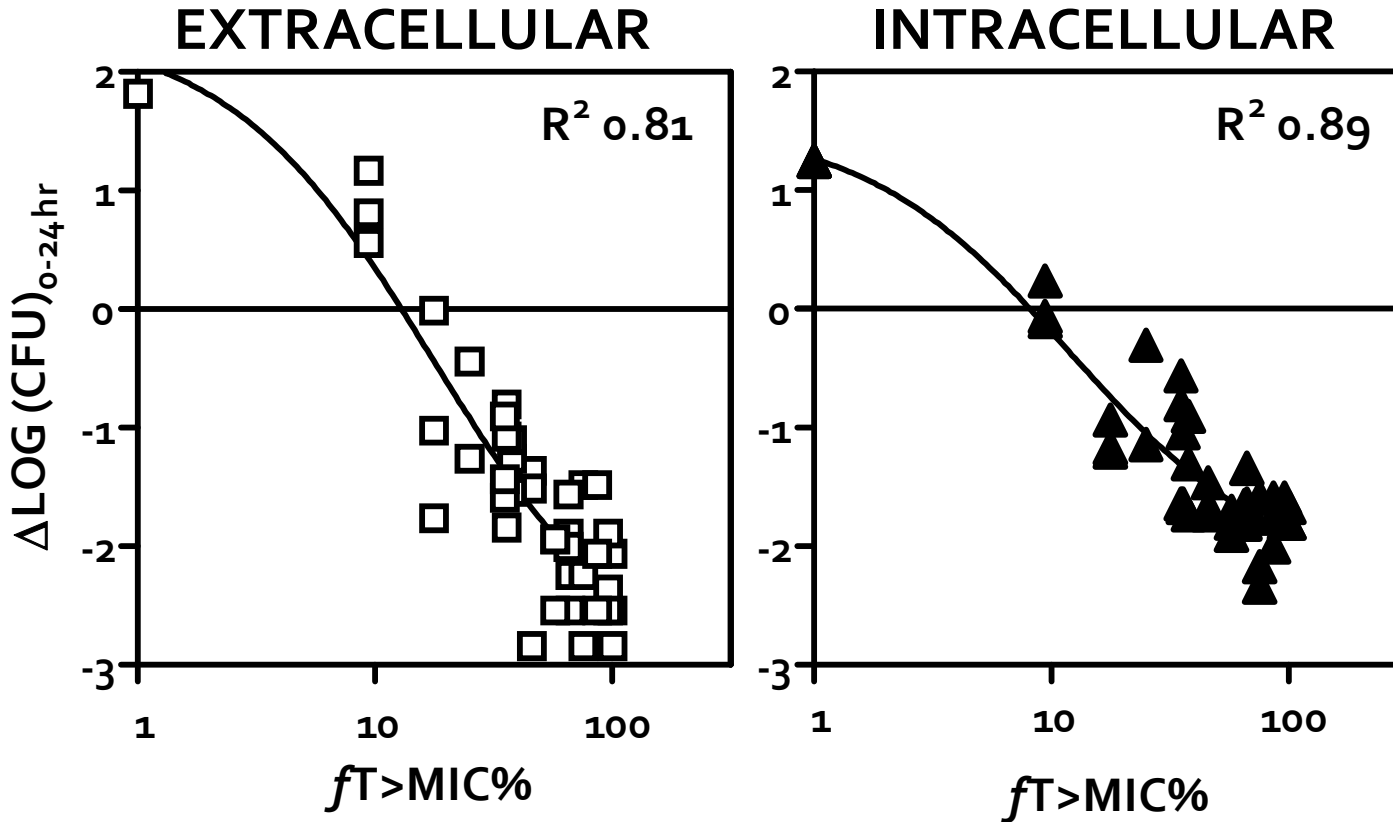 EXTRACELLULAR
R² 0.81
ΔLOG (CFU)0-24hr
2
1
0
-1
-2
-3
1 10 100
fT>MIC%
INTRACELLULAR
R² 0.89
2
1
0
-1
-2
-3
1 10 100
fT>MIC%